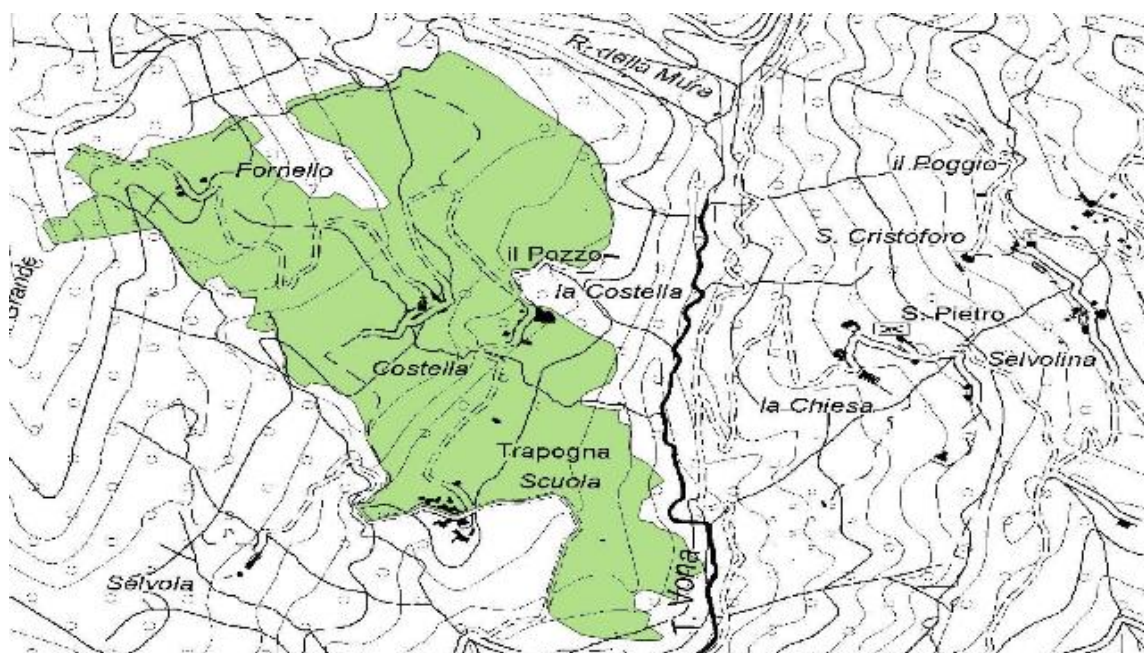 R. della Mura
il Poggio
Fornello
S. Cristoforo
il Pozzo
la Costella
Grande
S. Pietro
Selvolina
Costella
la Chiesa
Trapogna
Scuola
T. Vona
Selvola